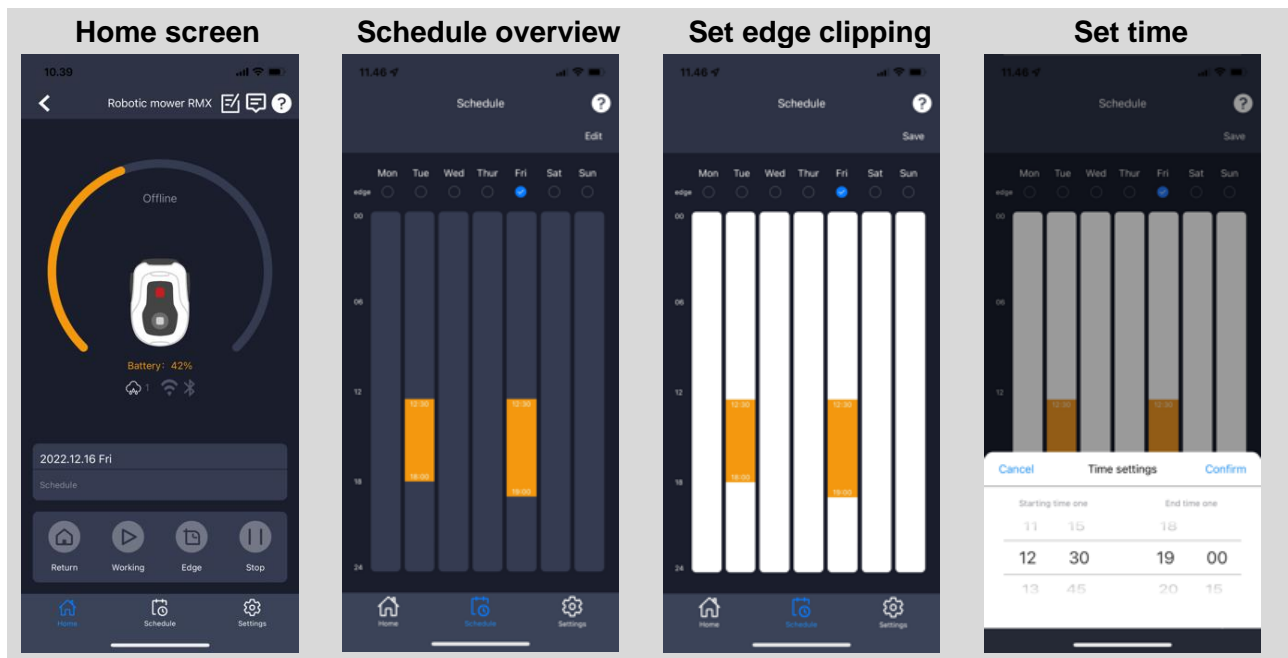 Home screen
10.39
Robotic mower RMX
?
Offline
Battery: 42%
1
2022.12.16 Fri
Schedule
Return Working Edge Stop
Home Schedule Settings
Schedule overview
11.46
Schedule
?
Edit
Mon Tue Wed Thur Fri Sat Sun
edge
00
06
12
12:30 12:30
18:00
18
19:00
24
Home Schedule Settings
Set edge clipping
11.46
Schedule
?
Save
Mon Tue Wed Thur Fri Sat Sun
edge
00
06
12
12:30 12:30
18:00
18
19:00
24
Home Schedule Settings
Set time
11.46
Schedule
?
Save
Mon Tue Wed Thur Fri Sat Sun
edge
00
06
12
12:30 12:30
Cancel Time settings Confirm
Starting time one End time one
11 15 18
12 30 19 00
13 45 20 15